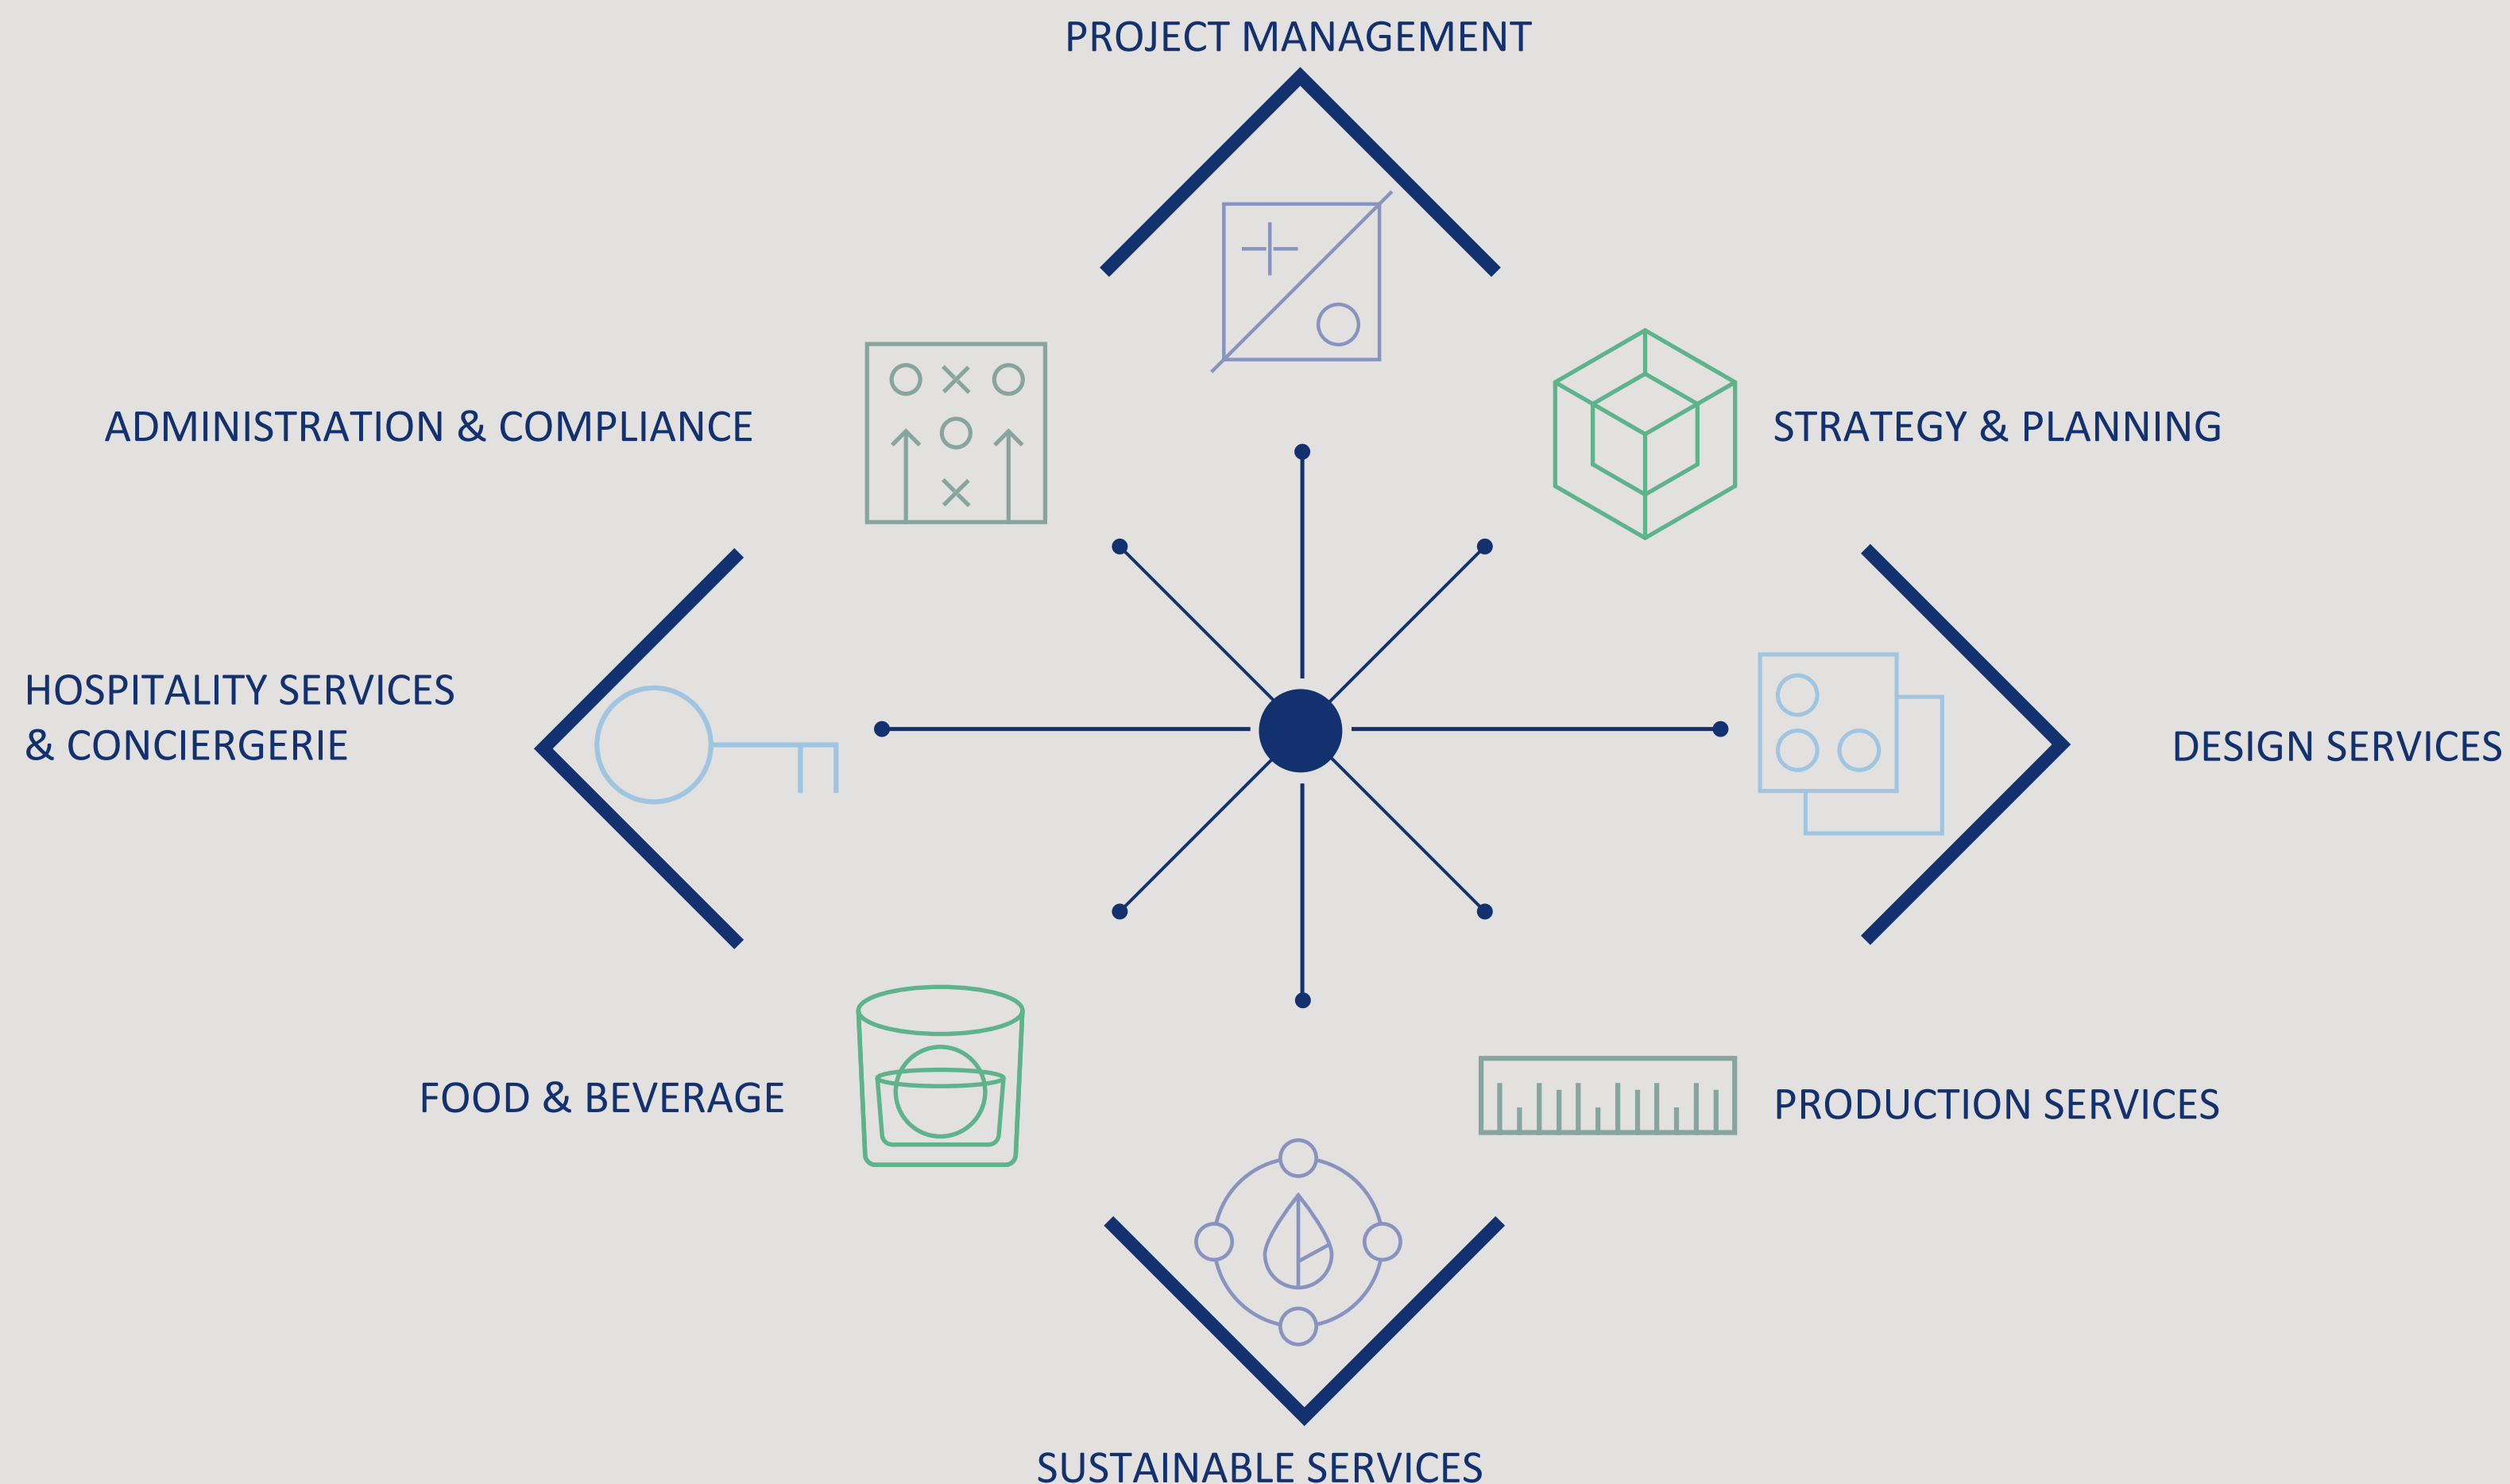 PROJECT MANAGEMENT
ADMINISTRATION & COMPLIANCE
STRATEGY & PLANNING
HOSPITALITY SERVICES
& CONCIERGERIE
DESIGN SERVICES
FOOD & BEVERAGE
PRODUCTION SERVICES
SUSTAINABLE SERVICES